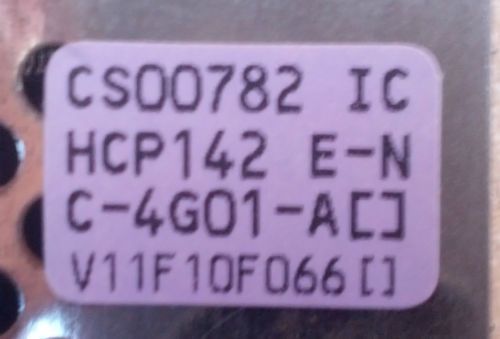 CS00782 IC
HCP142 E-N
C-4G01-A[]
V11F10F066[]